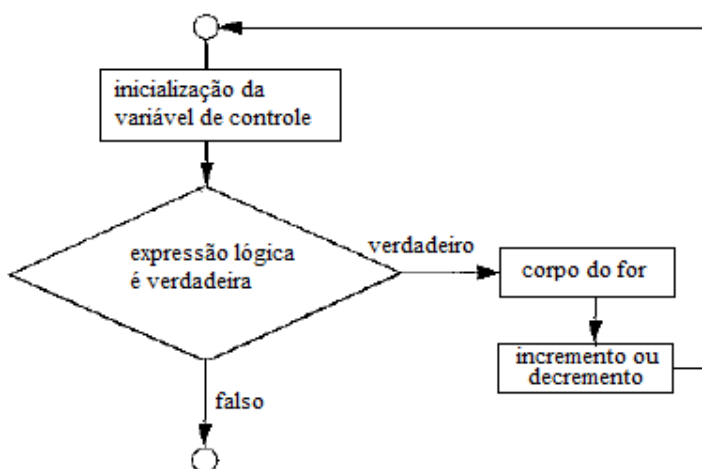 inicialização da
variável de controle
expressão lógica
é verdadeira
verdadeiro
corpo do for
incremento ou
decremento
falso